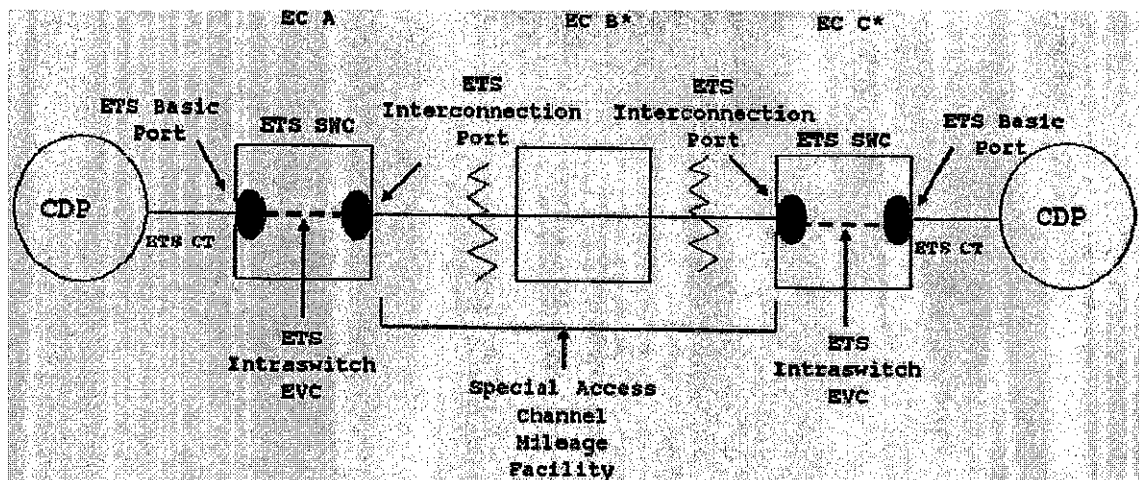 EC A
EC B*
EC C*
ETS Basic
Port
ETS SWC
ETS
Interconnection
Port
ETS
Interconnection
Port
ETS SWC
ETS Basic
Port
CDP
ETS CT
CDP
ETS CT
ETS
Intraswitch
EVC
Special Access
Channel
Mileage
Facility
ETS
Intraswitch
EVC